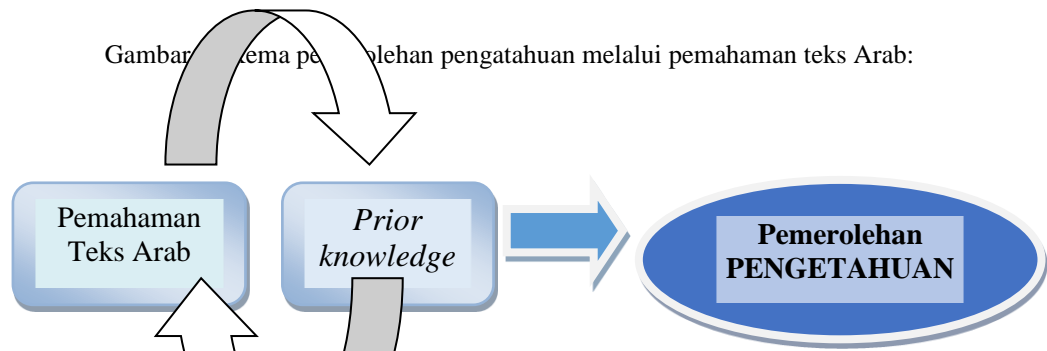 Gambar pengatahuan melalui pemahaman teks Arab:
Pemahaman
Teks Arab
Prior
knowledge
Pemerolehan
PENGETAHUAN